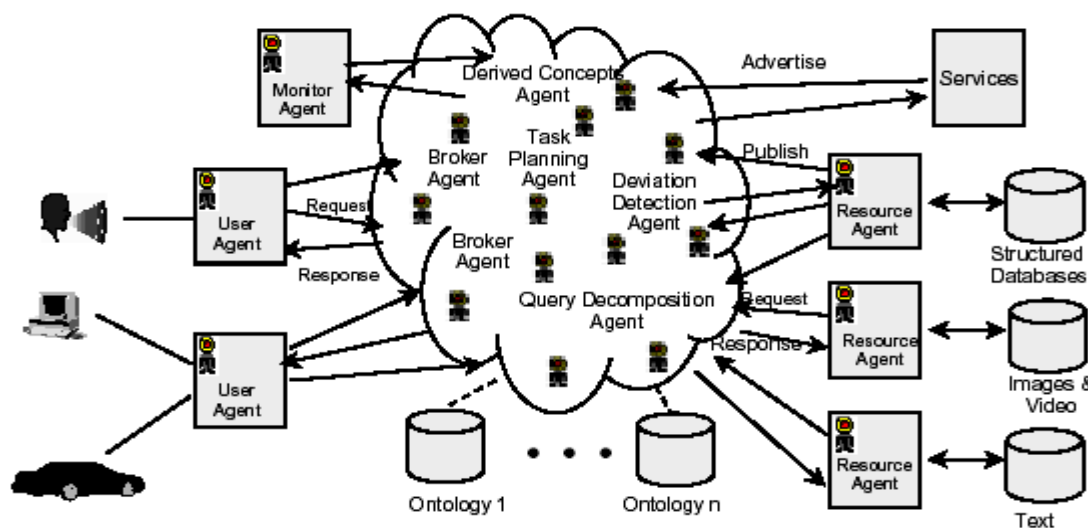 Monitor
Agent
Derived Concepts
Agent
Advertise
Services
Task
Planning
Agent
Broker
Agent
Publish
Deviation
Detection
Agent
User
Agent
Request
Response
Resource
Agent
Structured
Databases
Broker
Agent
Query Decomposition
Agent
Request
Response
Resource
Agent
Images &
Video
User
Agent
Resource
Agent
Text
Ontology 1
Ontology n